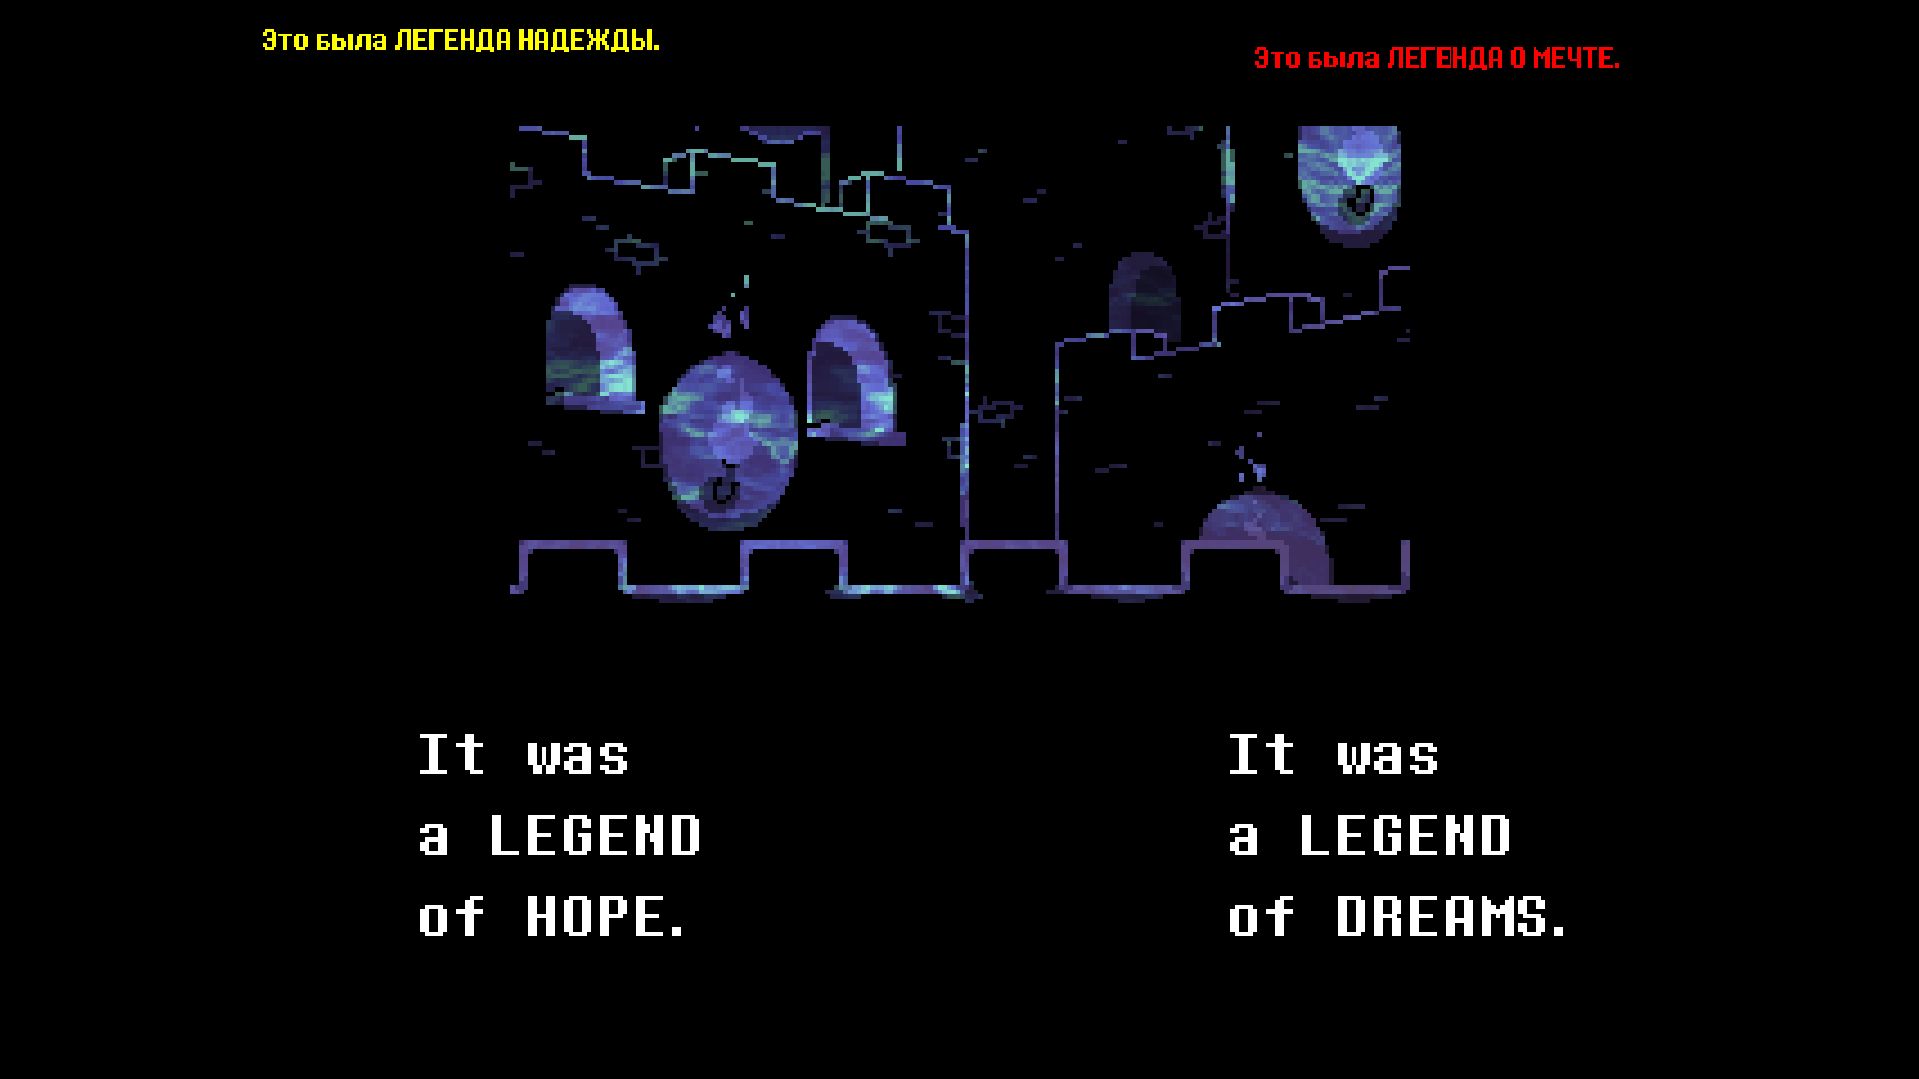 Это была ЛЕГЕНДА НАДЕЖДЫ.
Это была ЛЕГЕНДА О МЕЧТЕ.
It was
a LEGEND
of HOPE.
It was
a LEGEND
of DREAMS.